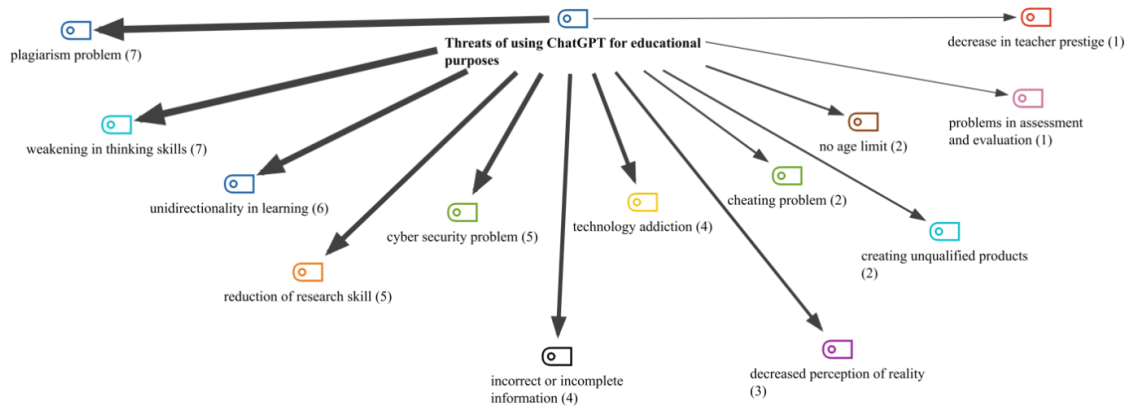 Threats of using ChatGPT for educational
purposes
plagiarism problem (7)
weakening in thinking skills (7)
unidirectionality in learning (6)
reduction of research skill (5)
cyber security problem (5)
incorrect or incomplete
information (4)
technology addiction (4)
decreased perception of reality
(3)
creating unqualified products
(2)
cheating problem (2)
no age limit (2)
problems in assessment
and evaluation (1)
decrease in teacher prestige (1)